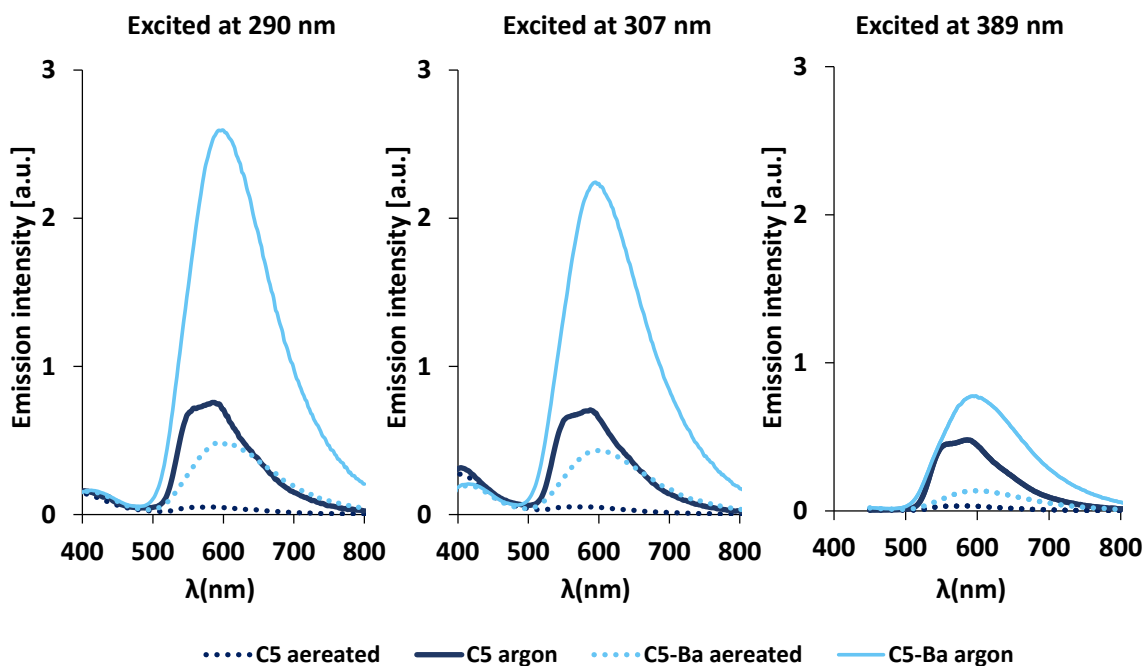 Excited at 290 nm
Excited at 307 nm
Excited at 389 nm
Emission intensity [a.u.]
3
2
1
0
400 500 600 700 800
λ(nm)
Emission intensity [a.u.]
3
2
1
0
400 500 600 700 800
λ(nm)
Emission intensity [a.u.]
3
2
1
0
400 500 600 700 800
λ(nm)
C5 aereated C5 argon C5-Ba aereated C5-Ba argon